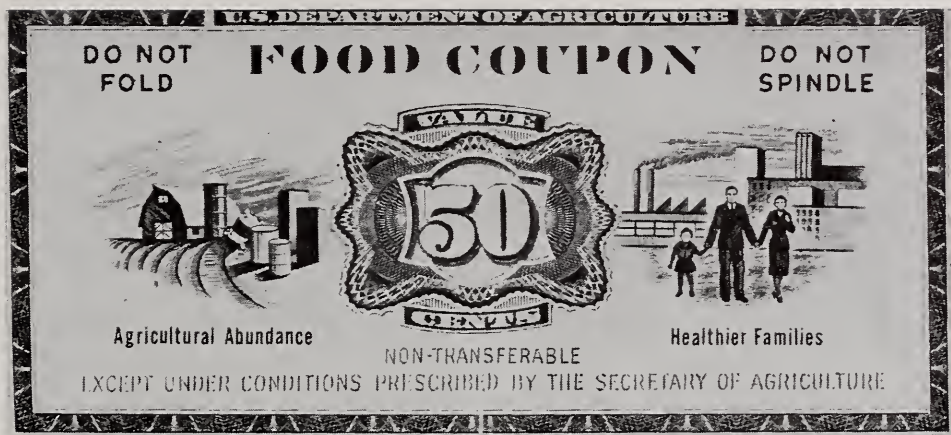 U.S. DEPARTMENT OF AGRICULTURE
DO NOT
FOLD
FOOD COUPON
DO NOT
SPINDLE
VALUE
50
CENTS
Agricultural Abundance
Healthier Families
NON-TRANSFERABLE
EXCEPT UNDER CONDITIONS PRESCRIBED BY THE SECRETARY OF AGRICULTURE